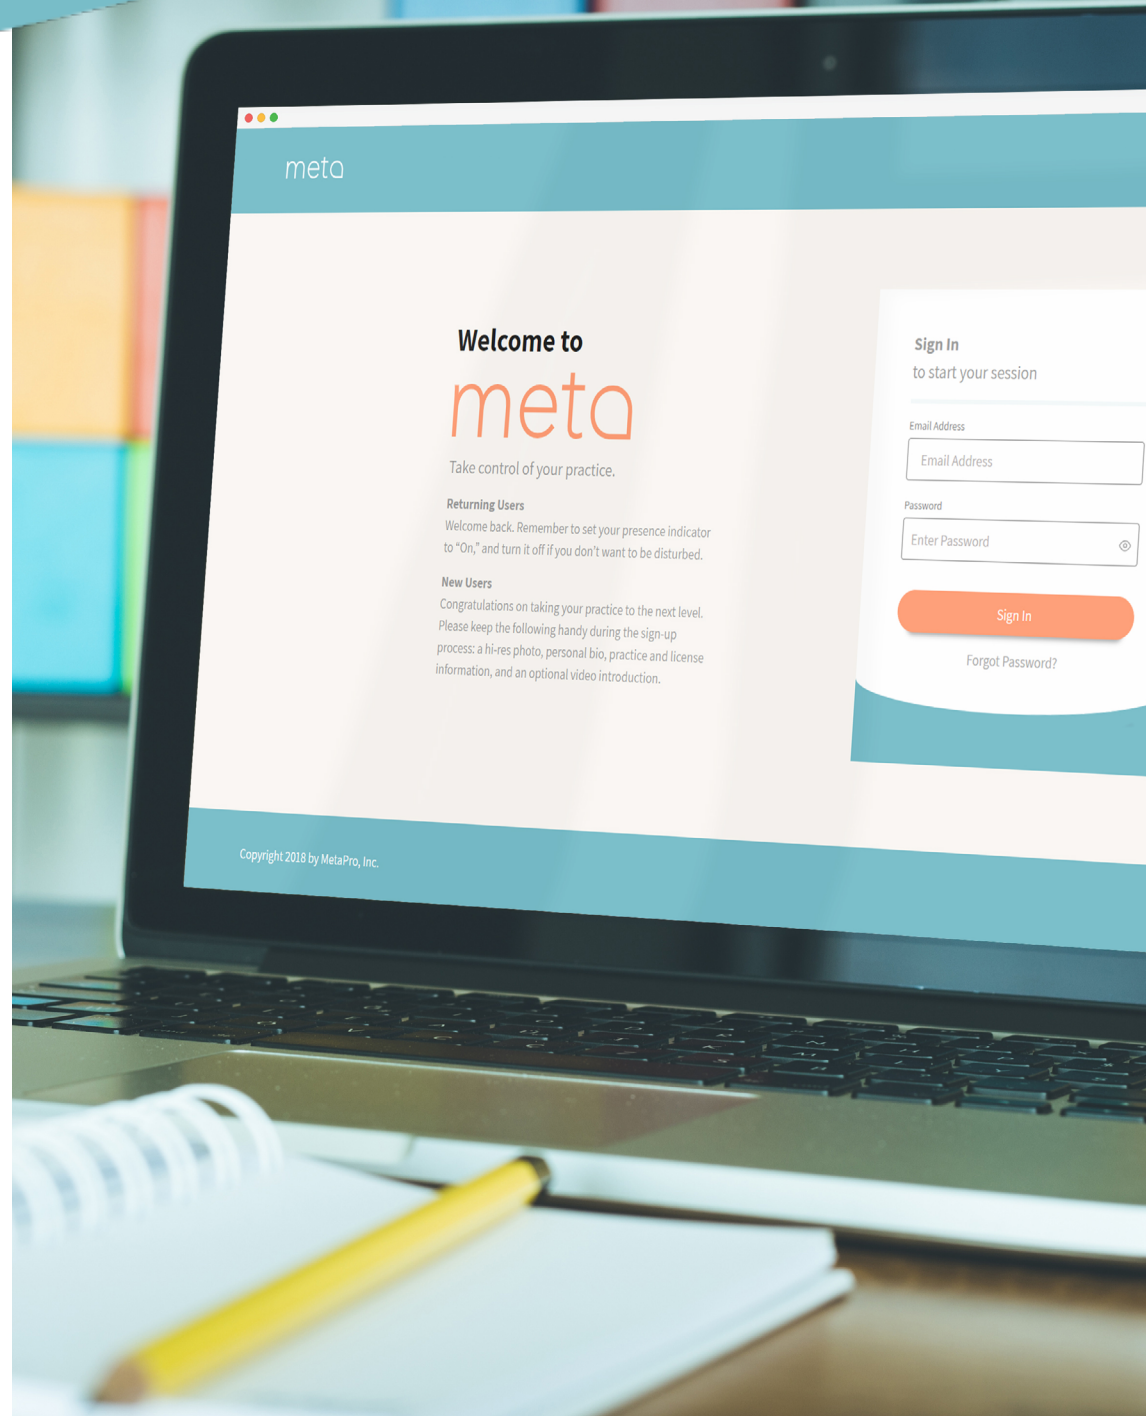 meta
Welcome to
meta
Take control of your practice.
Returning Users
Welcome back. Remember to set your presence indicator
to “On,” and turn it off if you don’t want to be disturbed.
New Users
Congratulations on taking your practice to the next level.
Please keep the following handy during the sign-up
process: a hi-res photo, personal bio, practice and license
information, and an optional video introduction.
Sign In
to start your session
Email Address
Email Address
Password
Enter Password
Sign In
Forgot Password?
Copyright 2018 by MetaPro, Inc.